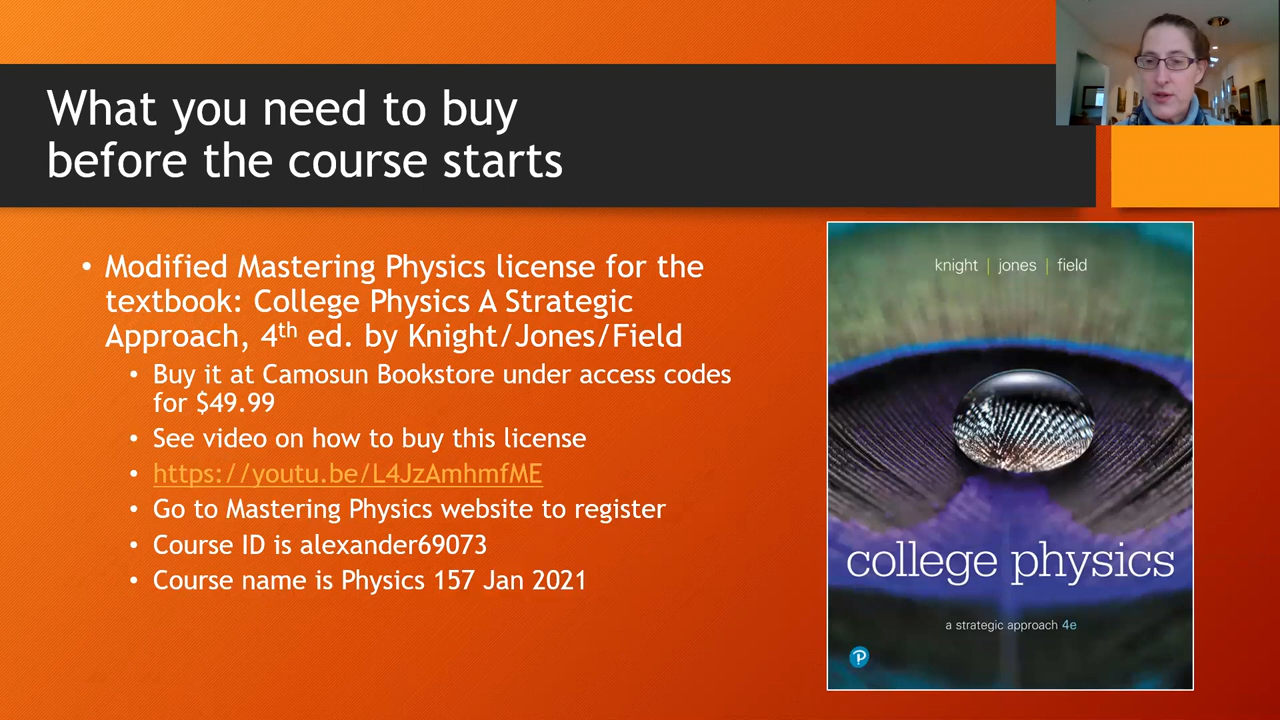 What you need to buy
before the course starts
• Modified Mastering Physics license for the
textbook: College Physics A Strategic
Approach, 4th ed. by Knight/Jones/Field
• Buy it at Camosun Bookstore under access codes
for $49.99
• See video on how to buy this license
• https://youtu.be/L4JzAmhmfME
• Go to Mastering Physics website to register
• Course ID is alexander69073
• Course name is Physics 157 Jan 2021
knight | jones | field
college physics
a strategic approach 4e
P